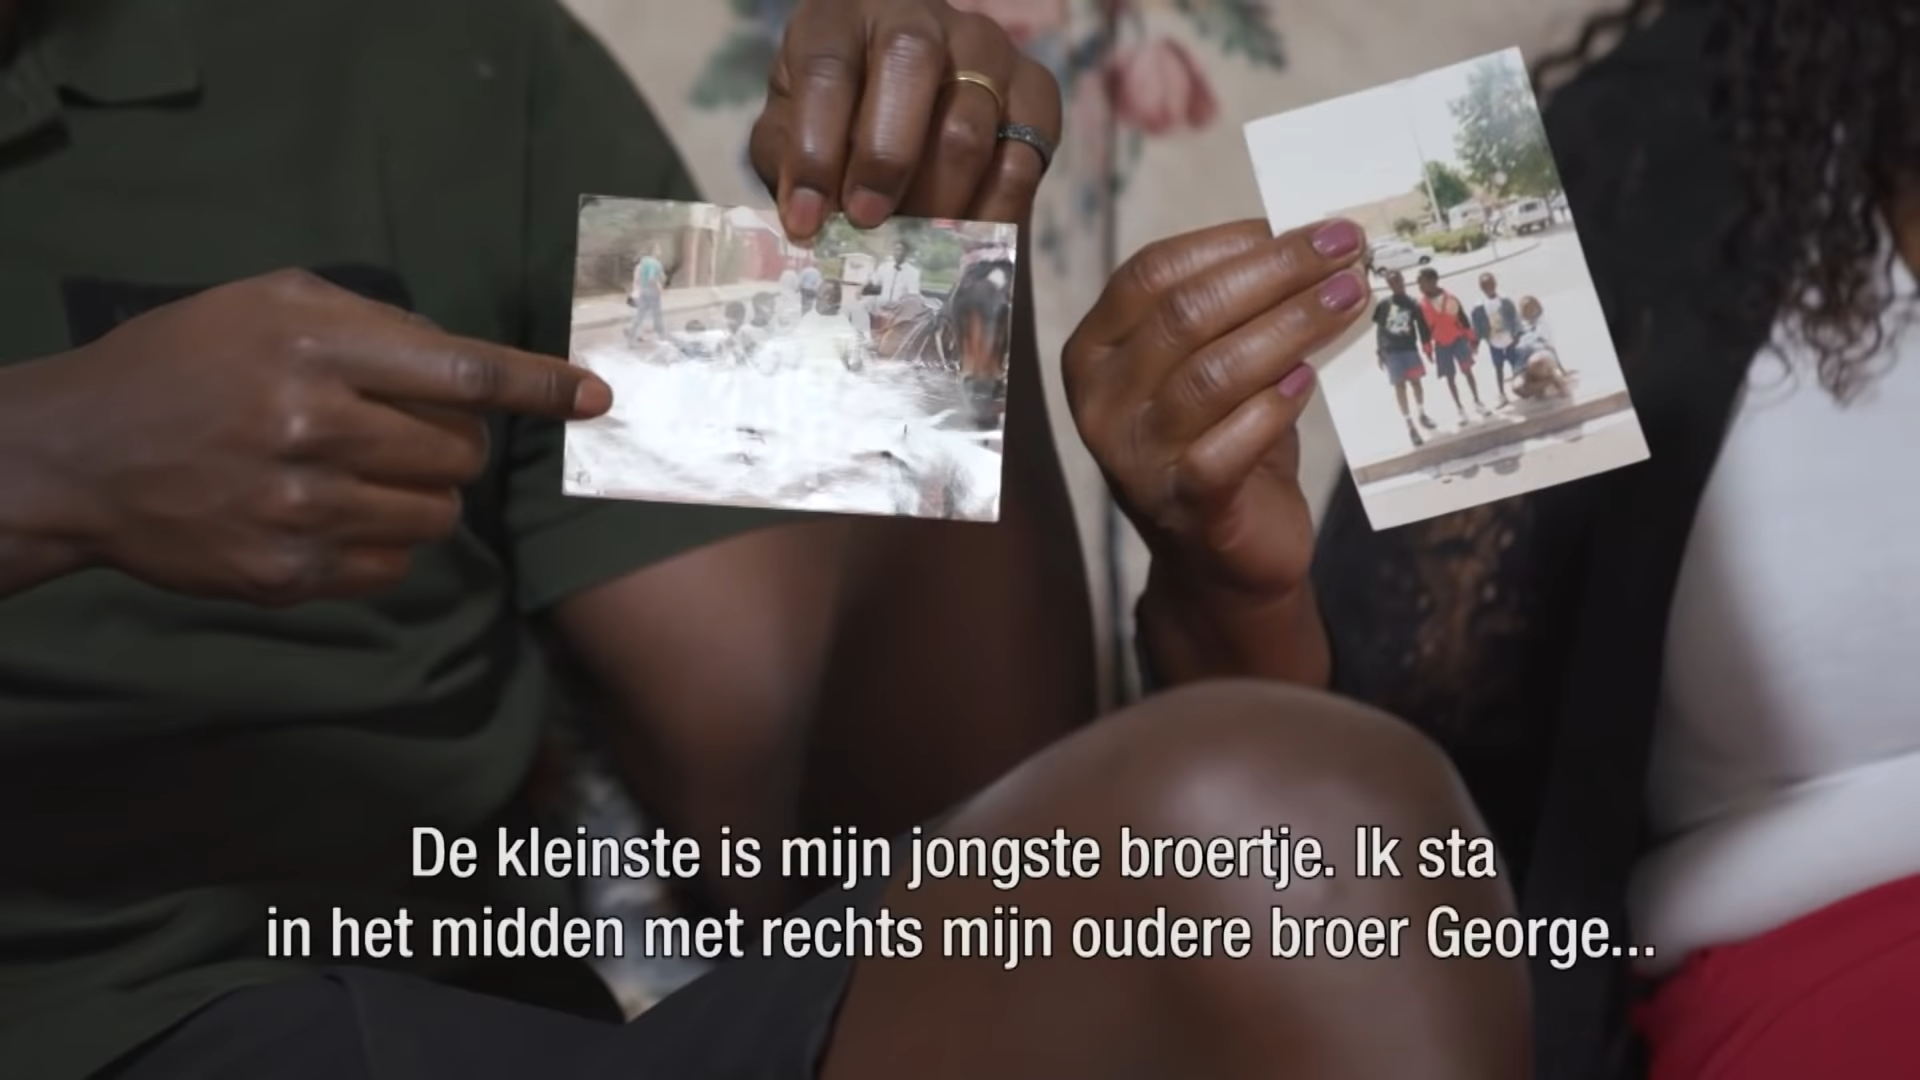 De kleinste is mijn jongste broertje. Ik sta
in het midden met rechts mijn oudere broer George...